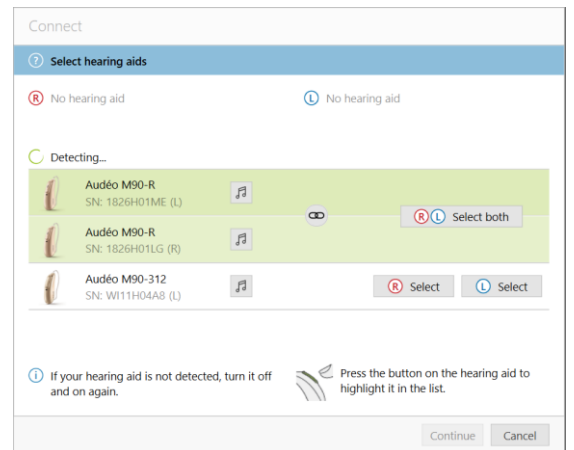 Connect
? Select hearing aids
R No hearing aid
L No hearing aid
Detecting...
Audéo M90-R
SN: 1826H01ME (L)
Audéo M90-R
SN: 1826H01LG (R)
R L Select both
Audéo M90-312
SN: WI11H04A8 (L)
R Select
L Select
i If your hearing aid is not detected, turn it off
and on again.
Press the button on the hearing aid to
highlight it in the list.
Continue
Cancel